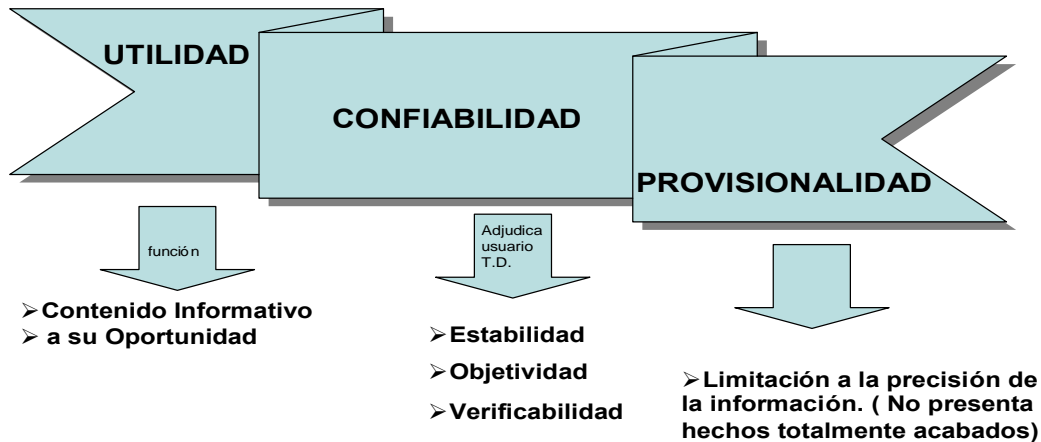 UTILIDAD
CONFIABILIDAD
PROVISIONALIDAD
función
Adjudica
usuario
T.D.
➢Contenido Informativo
➢ a su Oportunidad
➢Estabilidad
➢Objetividad
➢Verificabilidad
➢Limitación a la precisión de
la información. ( No presenta
hechos totalmente acabados)